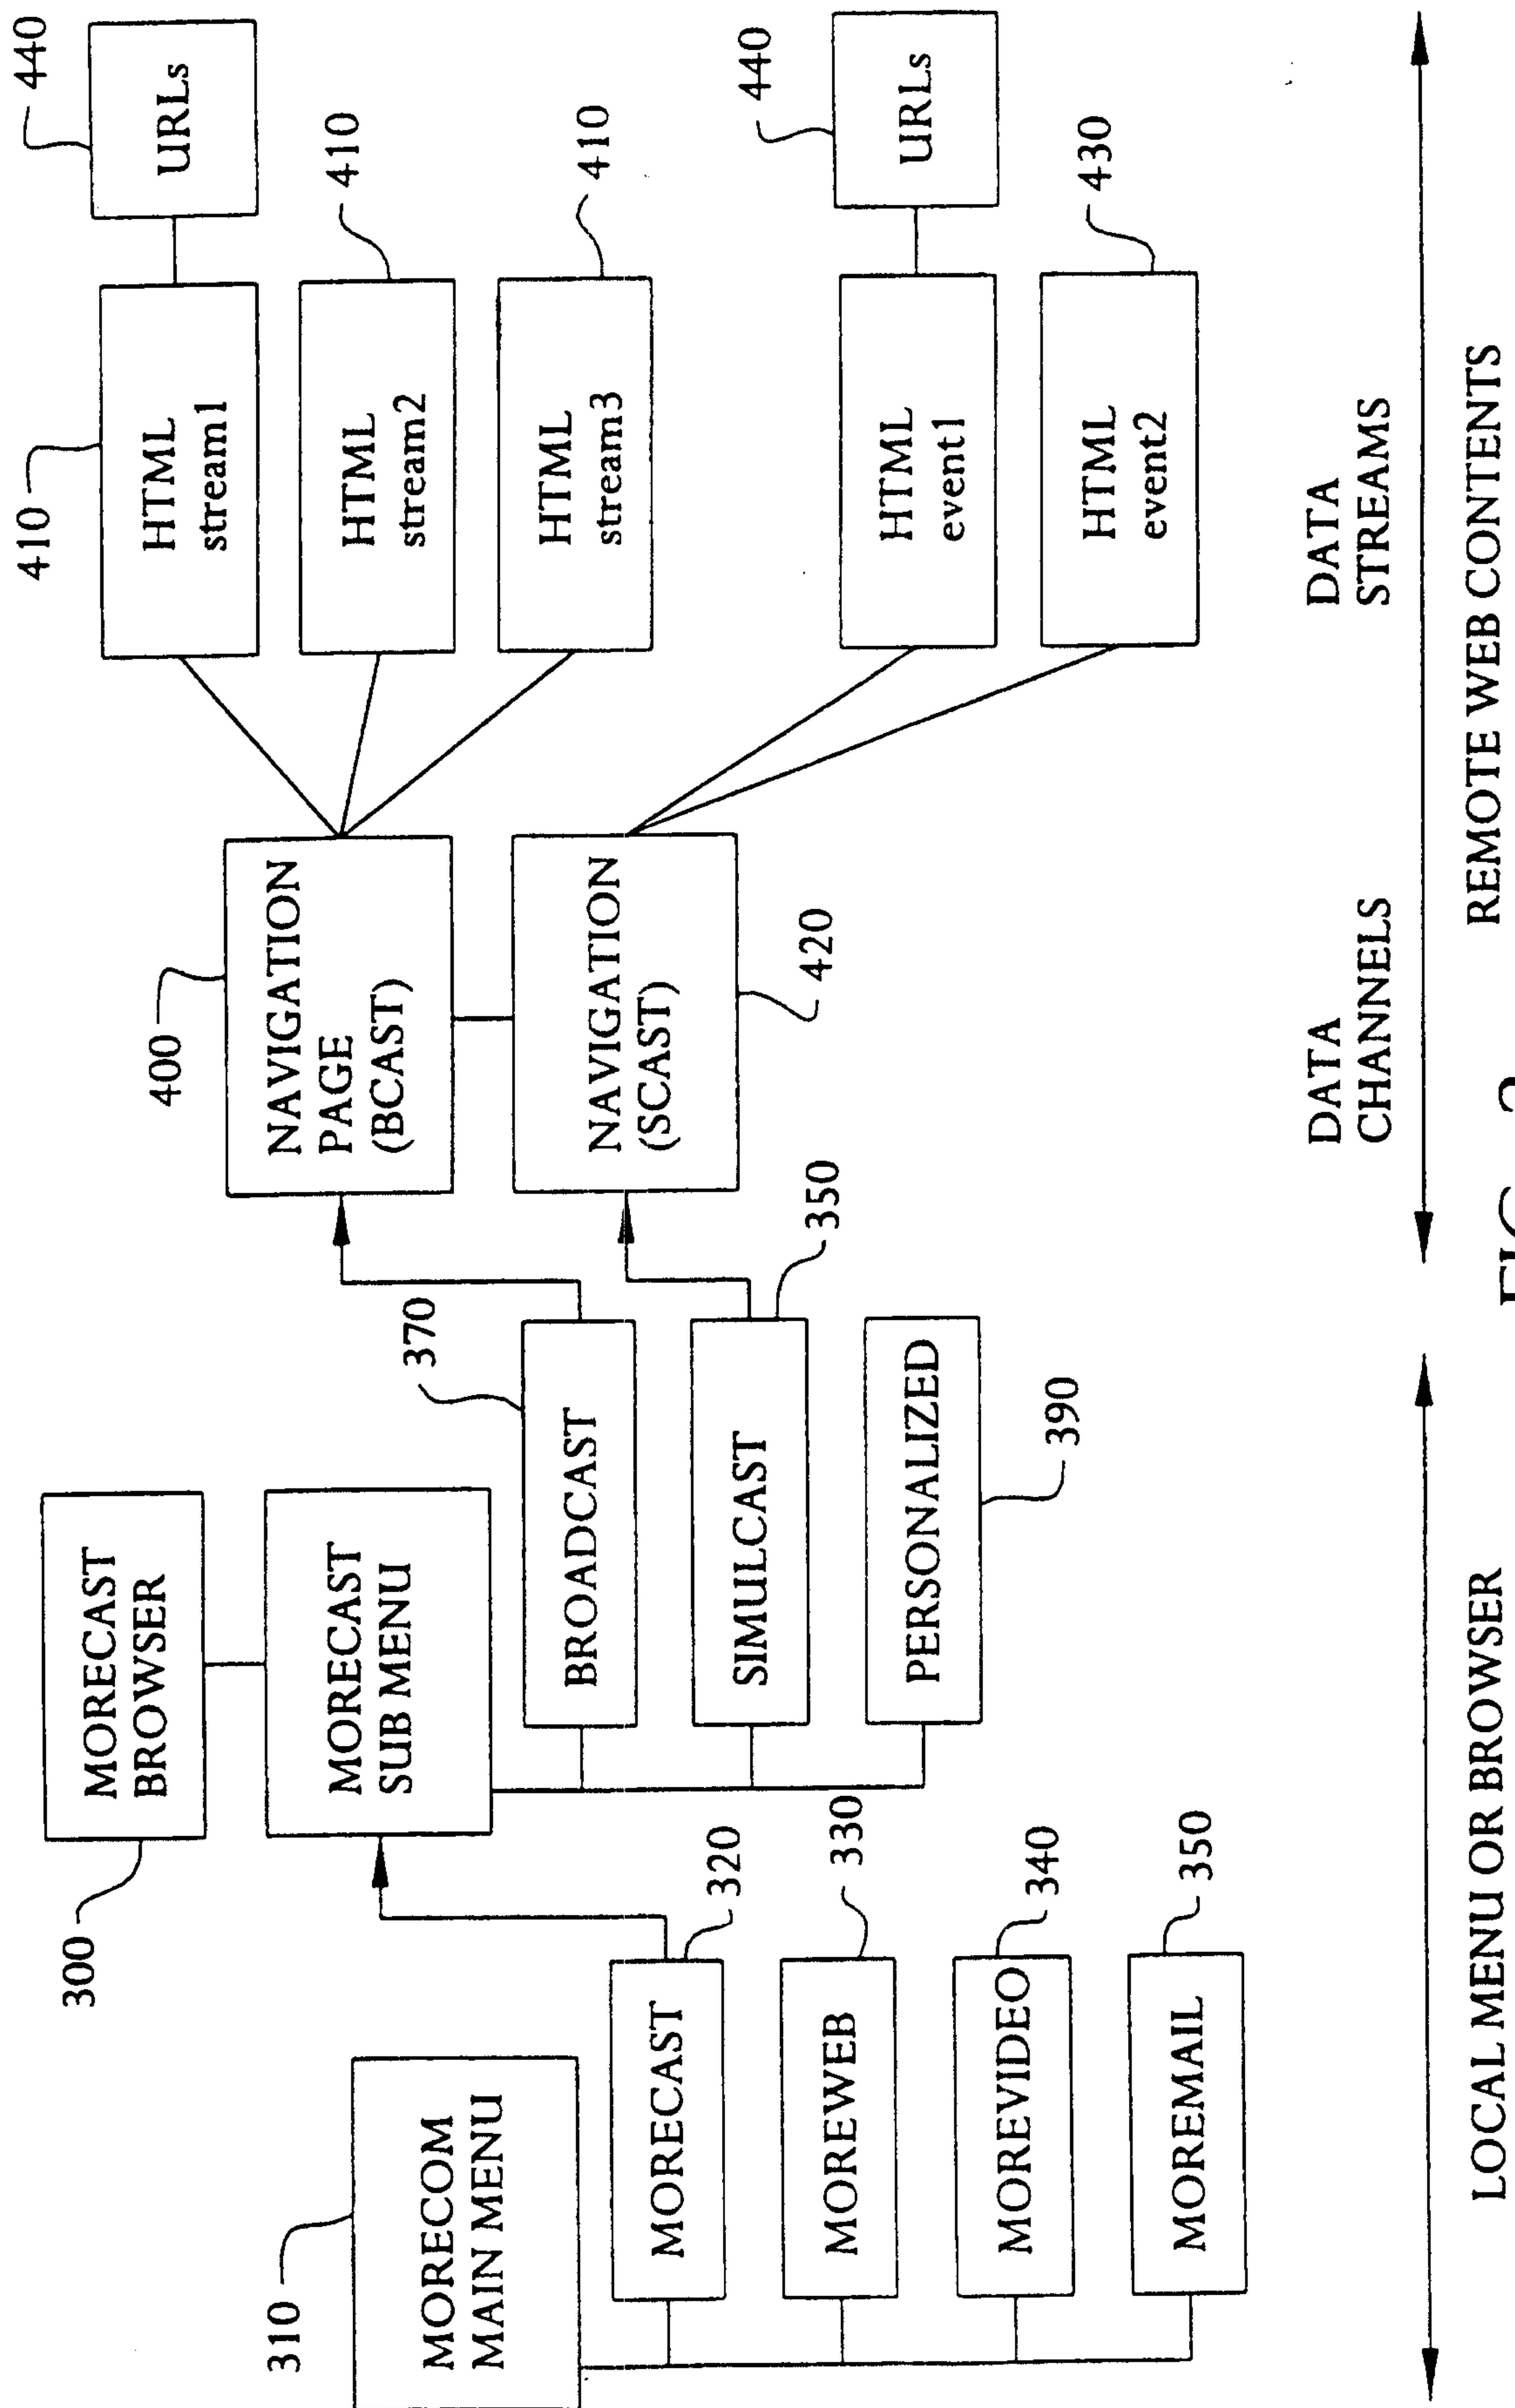 300
MORECAST
BROWSER
310
MORECOM
MAIN MENU
MORECAST
SUB MENU
MORECAST
320
MOREWEB
330
MOREVIDEO
340
MOREMAIL
350
BROADCAST
370
SIMULCAST
350
PERSONALIZED
390
400
NAVIGATION
PAGE
(BCAST)
NAVIGATION
(SCAST)
420
410
HTML
stream1
440
URLs
HTML
stream2
410
HTML
stream3
410
HTML
event1
440
URLs
HTML
event2
430
DATA
CHANNELS
DATA
STREAMS
LOCAL MENU OR BROWSER
REMOTE WEB CONTENTS